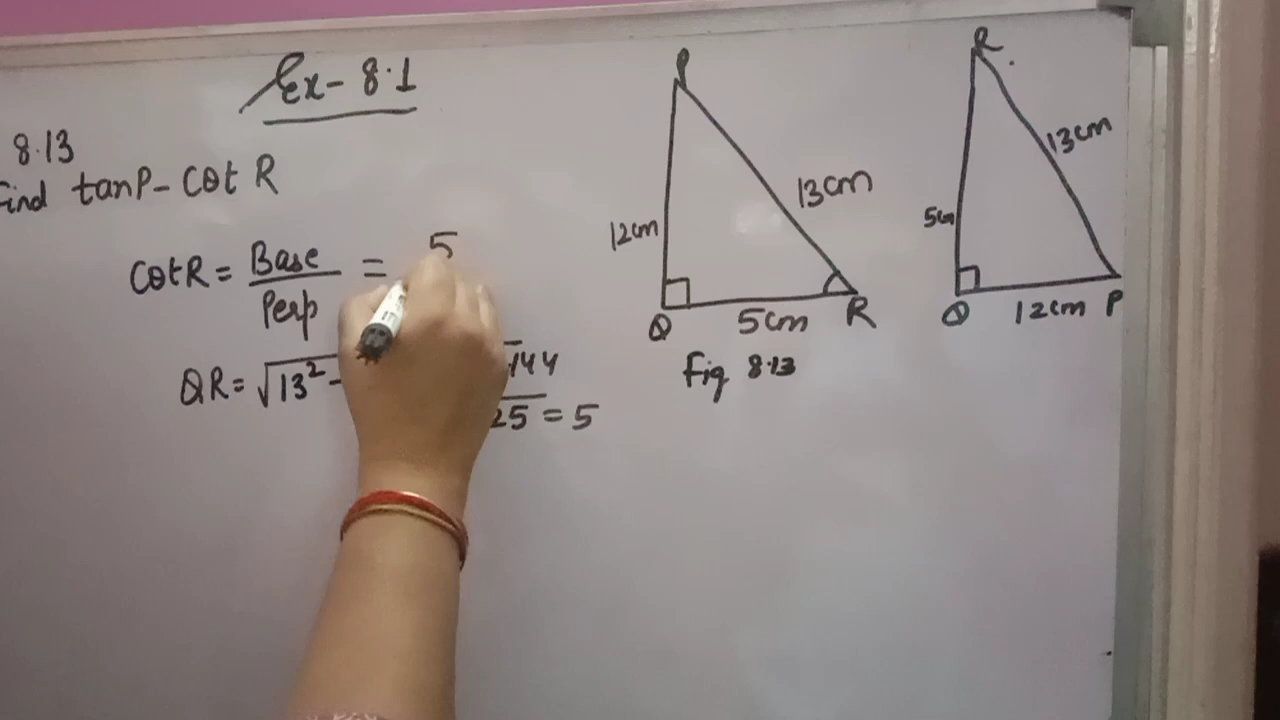 Ex- 8.1
8.13
Find tanP - Cot R
CotR = Base / Perp = 5
QR = √13² -
144
25 = 5
P
12cm
13cm
Q
5cm
R
Fig 8.13
R
13cm
5cm
Q
12cm P